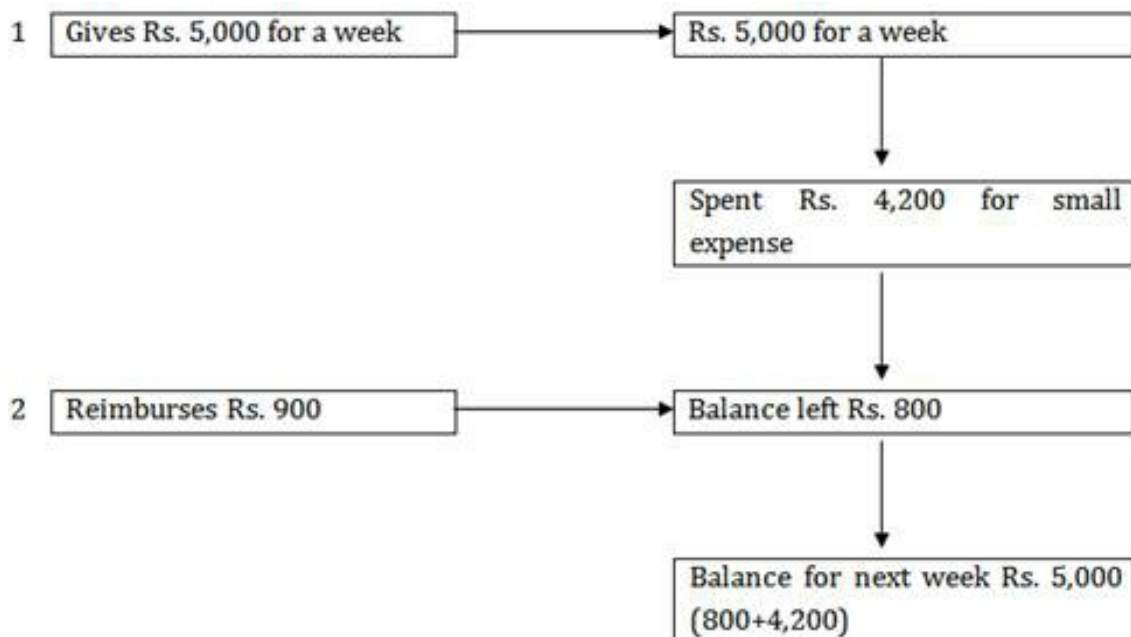 1 Gives Rs. 5,000 for a week Rs. 5,000 for a week
Spent Rs. 4,200 for small
expense
2 Reimburses Rs. 900 Balance left Rs. 800
Balance for next week Rs. 5,000
(800+4,200)